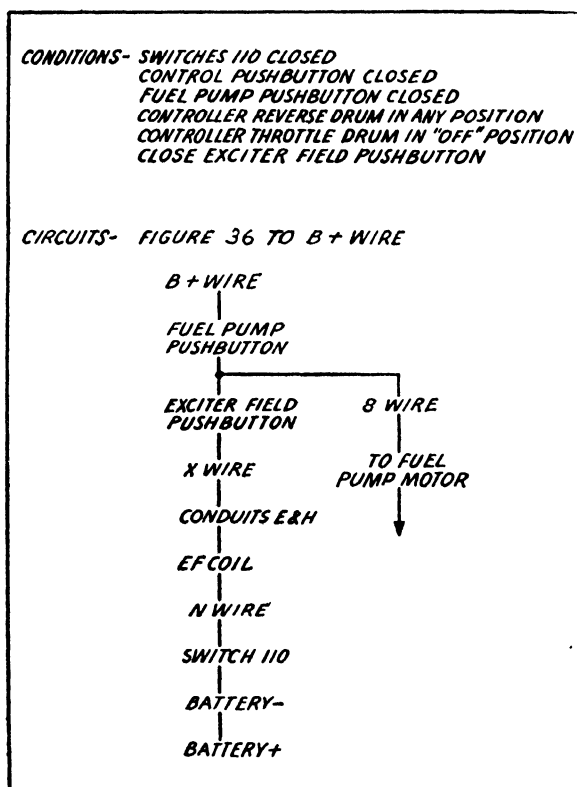 CONDITIONS- SWITCHES 110 CLOSED
CONTROL PUSHBUTTON CLOSED
FUEL PUMP PUSHBUTTON CLOSED
CONTROLLER REVERSE DRUM IN ANY POSITION
CONTROLLER THROTTLE DRUM IN "OFF" POSITION
CLOSE EXCITER FIELD PUSHBUTTON
CIRCUITS- FIGURE 36 TO B + WIRE
B + WIRE
FUEL PUMP
PUSHBUTTON
EXCITER FIELD
PUSHBUTTON
8 WIRE
X WIRE
TO FUEL
PUMP MOTOR
CONDUITS E&H
EF COIL
N WIRE
SWITCH 110
BATTERY-
BATTERY+